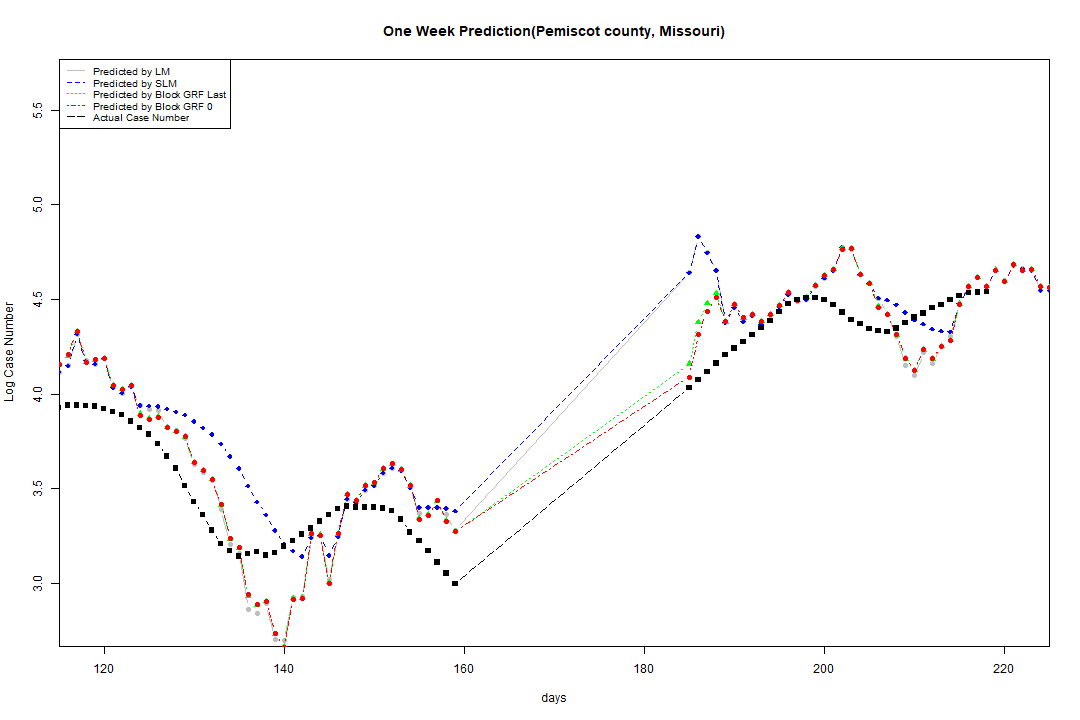 One Week Prediction(Pemiscot county, Missouri)
Predicted by LM
Predicted by SLM
Predicted by Block GRF Last
Predicted by Block GRF 0
Actual Case Number
5.5
5.0
4.5
4.0
3.5
3.0
Log Case Number
120 140 160 180 200 220
days